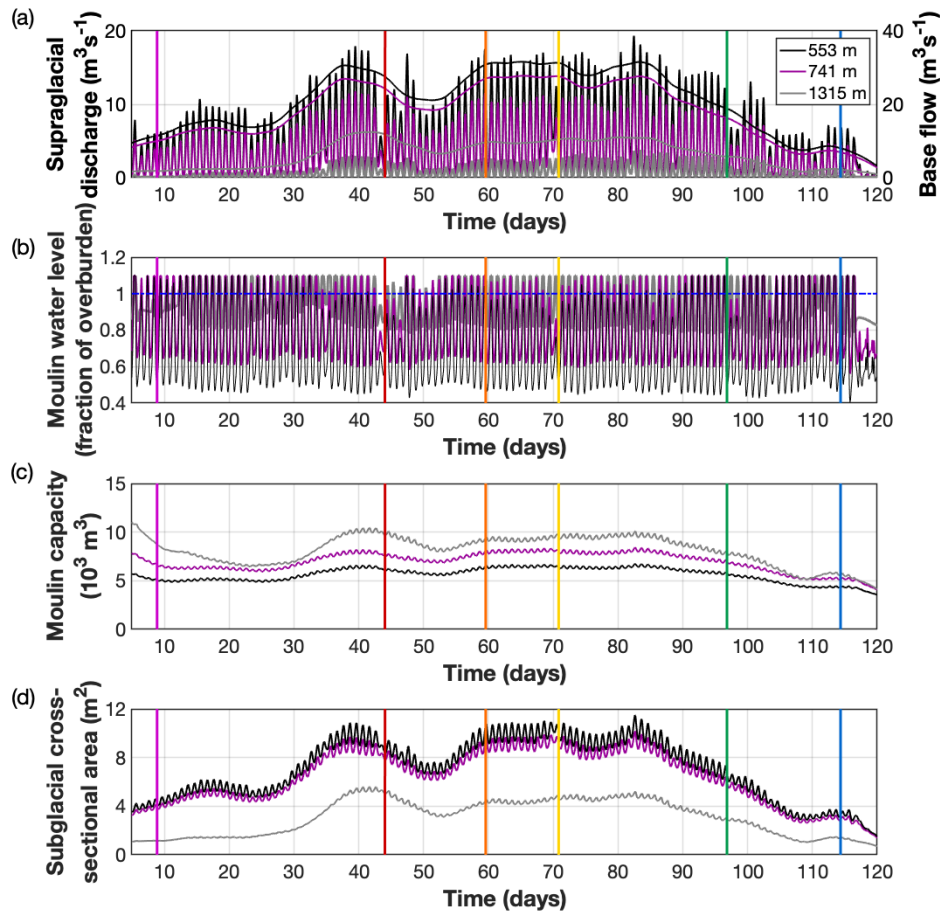 (a)
Supraglacial
discharge (m³s⁻¹)
20
10
0
40
20
0
Base flow (m³s⁻¹)
553 m
741 m
1315 m
10 20 30 40 50 60 70 80 90 100 110 120
Time (days)
(b)
Moulin water level
(fraction of overburden)
1.2
1
0.8
0.6
0.4
10 20 30 40 50 60 70 80 90 100 110 120
Time (days)
(c)
Moulin capacity
(10³ m³)
15
10
5
0
10 20 30 40 50 60 70 80 90 100 110 120
Time (days)
(d)
Subglacial cross-
sectional area (m²)
12
8
4
0
10 20 30 40 50 60 70 80 90 100 110 120
Time (days)